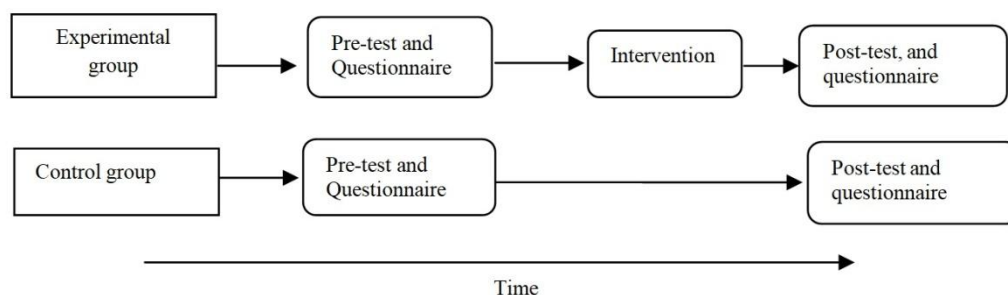 Experimental
group
Pre-test and
Questionnaire
Intervention
Post-test, and
questionnaire
Control group
Pre-test and
Questionnaire
Post-test and
questionnaire
Time